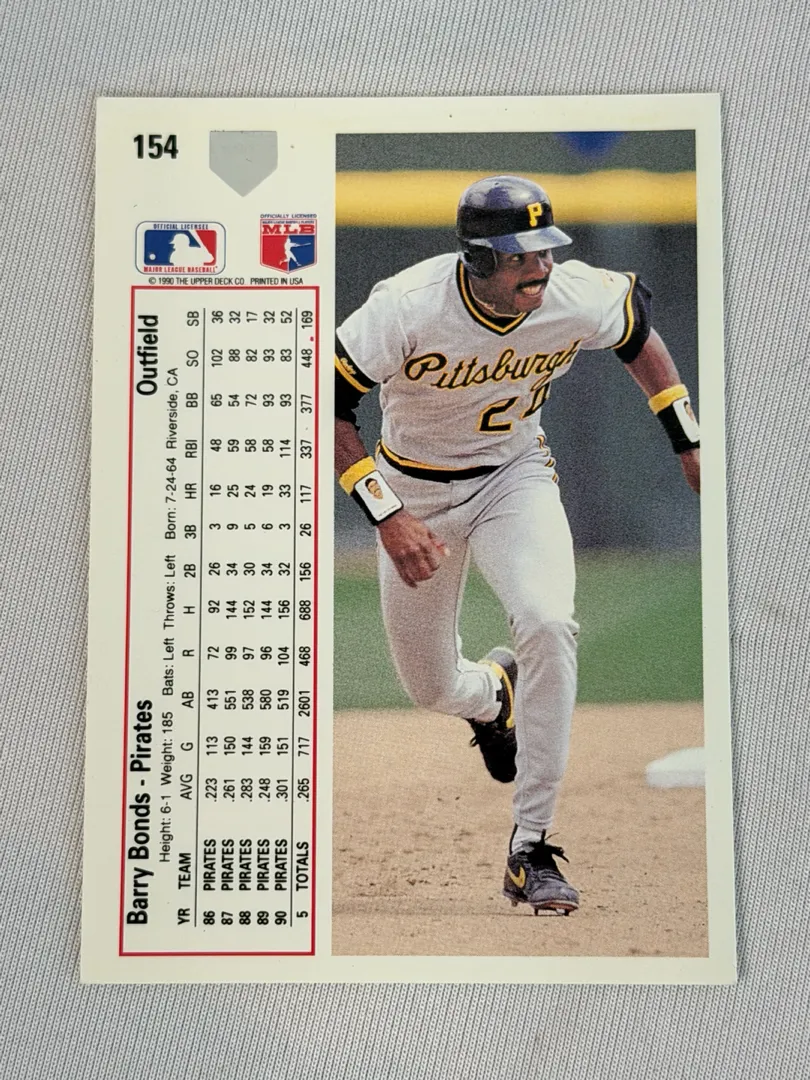 154
OFFICIAL LICENSEE
MAJOR LEAGUE BASEBALL
OFFICIALLY LICENSED
MAJOR LEAGUE BASEBALL PLAYERS
MLB
© 1990 THE UPPER DECK CO. PRINTED IN USA
Barry Bonds - Pirates Outfield
Height: 6-1 Weight: 185 Bats: Left Throws: Left Born: 7-24-64 Riverside, CA
YR TEAM AVG G AB R H 2B 3B HR RBI BB SO SB
86 PIRATES .223 113 413 72 92 26 3 16 48 65 102 36
87 PIRATES .261 150 551 99 144 34 9 25 59 54 88 32
88 PIRATES .283 144 538 97 152 30 5 24 58 72 82 17
89 PIRATES .248 159 580 96 144 34 6 19 58 93 93 32
90 PIRATES .301 151 519 104 156 32 3 33 114 93 83 52
5 TOTALS .265 717 2601 468 688 156 26 117 337 377 448 169
P
Pittsburgh